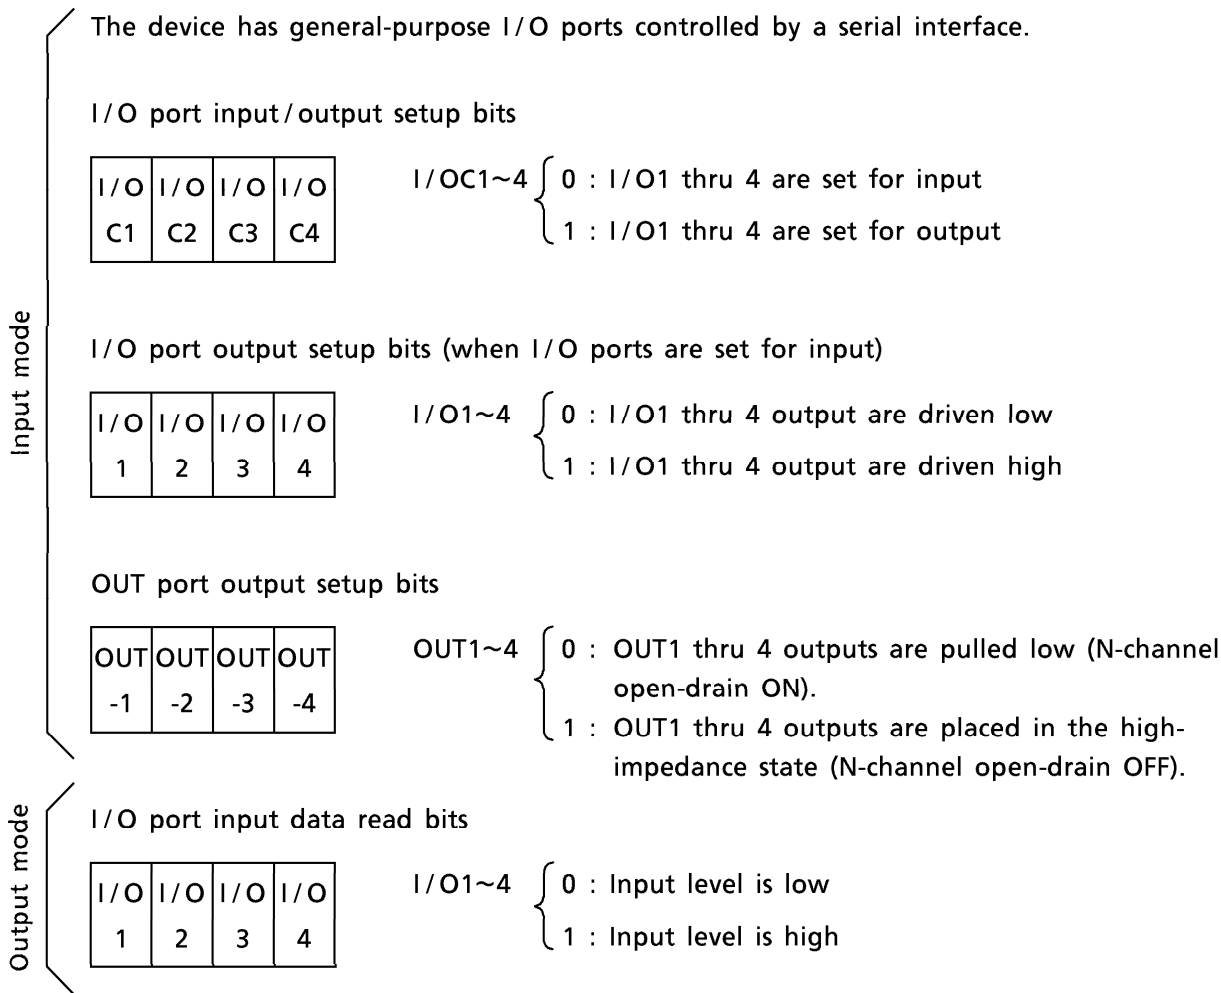 The device has general-purpose I/O ports controlled by a serial interface.
I/O port input/output setup bits
I/O I/O I/O I/O
C1 C2 C3 C4
I/OC1~4
0 : I/O1 thru 4 are set for input
1 : I/O1 thru 4 are set for output
Input mode
I/O port output setup bits (when I/O ports are set for input)
I/O I/O I/O I/O
1 2 3 4
I/O1~4
0 : I/O1 thru 4 output are driven low
1 : I/O1 thru 4 output are driven high
OUT port output setup bits
OUT OUT OUT OUT
-1 -2 -3 -4
OUT1~4
0 : OUT1 thru 4 outputs are pulled low (N-channel
open-drain ON).
1 : OUT1 thru 4 outputs are placed in the high-
impedance state (N-channel open-drain OFF).
Output mode
I/O port input data read bits
I/O I/O I/O I/O
1 2 3 4
I/O1~4
0 : Input level is low
1 : Input level is high